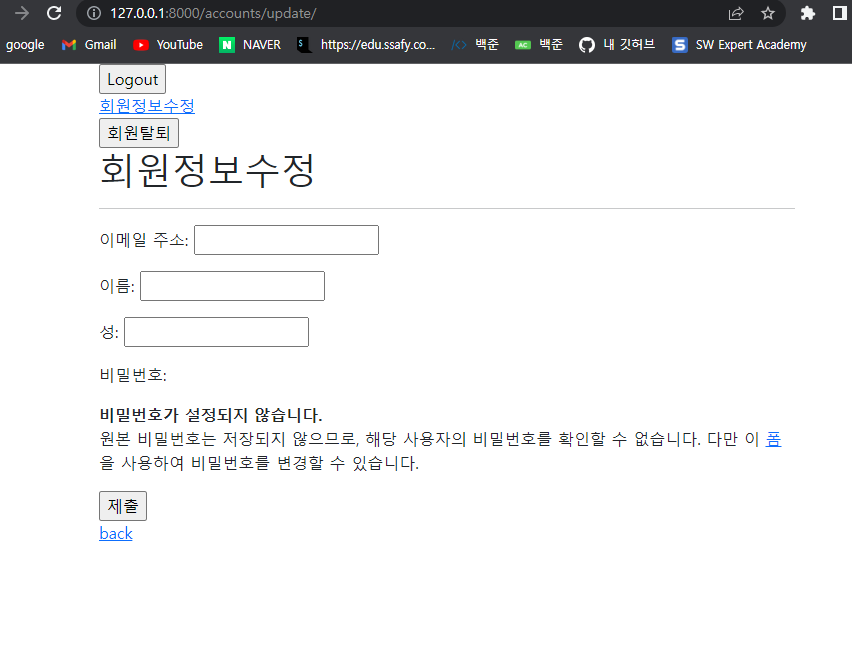 127.0.0.1:8000/accounts/update/
google Gmail YouTube NAVER https://edu.ssafy.co... 백준 백준 내 깃허브 SW Expert Academy
Logout
회원정보수정
회원탈퇴
회원정보수정
이메일 주소:
이름:
성:
비밀번호:
비밀번호가 설정되지 않습니다.
원본 비밀번호는 저장되지 않으므로, 해당 사용자의 비밀번호를 확인할 수 없습니다. 다만 이 폼
을 사용하여 비밀번호를 변경할 수 있습니다.
제출
back